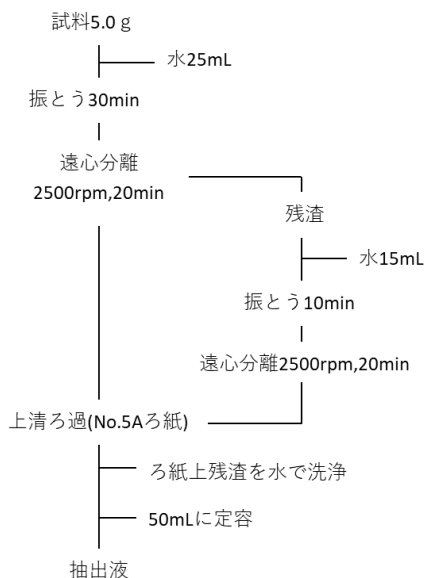 試料5.0ｇ
水25mL
振とう30min
遠心分離
2500rpm,20min
残渣
水15mL
振とう10min
遠心分離2500rpm,20min
上清ろ過(No.5Aろ紙)
ろ紙上残渣を水で洗浄
50mLに定容
抽出液